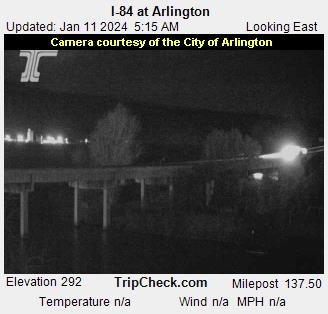 I-84 at Arlington
Updated: Jan 11 2024 5:15 AM Looking East
Camera courtesy of the City of Arlington
Elevation 292 TripCheck.com Milepost 137.50
Temperature n/a Wind n/a MPH n/a